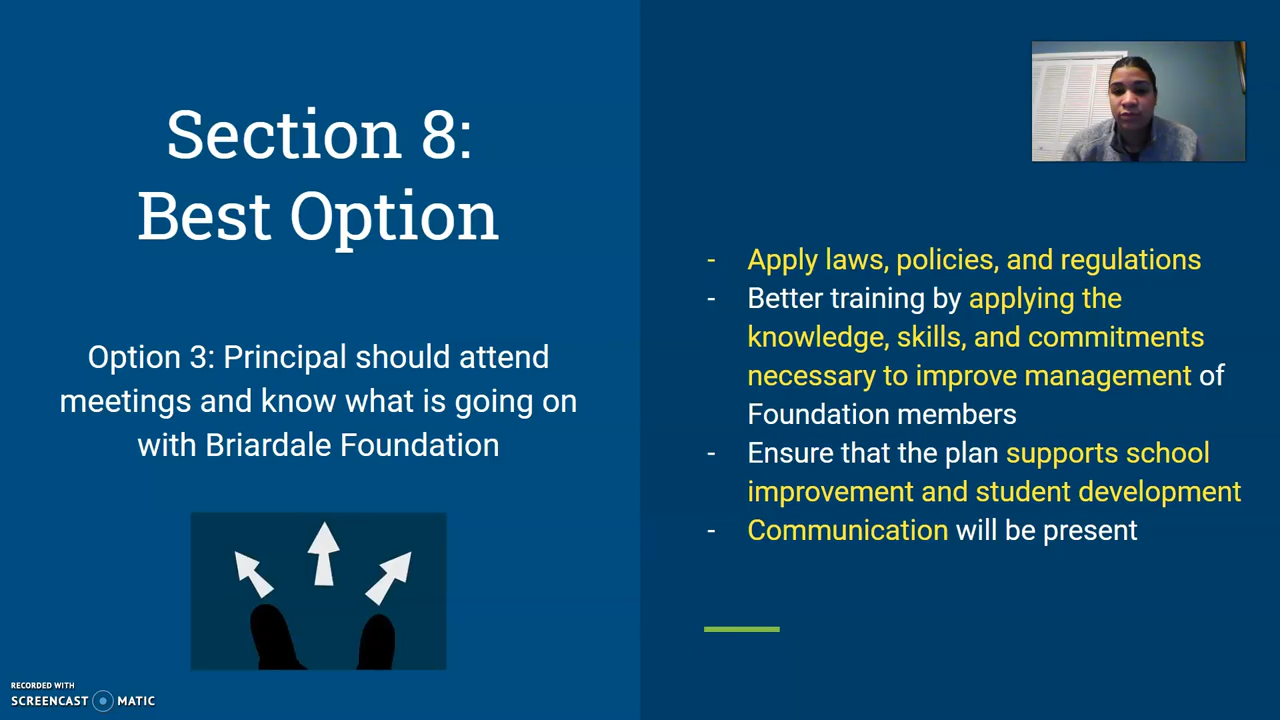 Section 8:
Best Option
Option 3: Principal should attend
meetings and know what is going on
with Briardale Foundation
- Apply laws, policies, and regulations
- Better training by applying the
knowledge, skills, and commitments
necessary to improve management of
Foundation members
- Ensure that the plan supports school
improvement and student development
- Communication will be present
RECORDED WITH
SCREENCAST MATIC